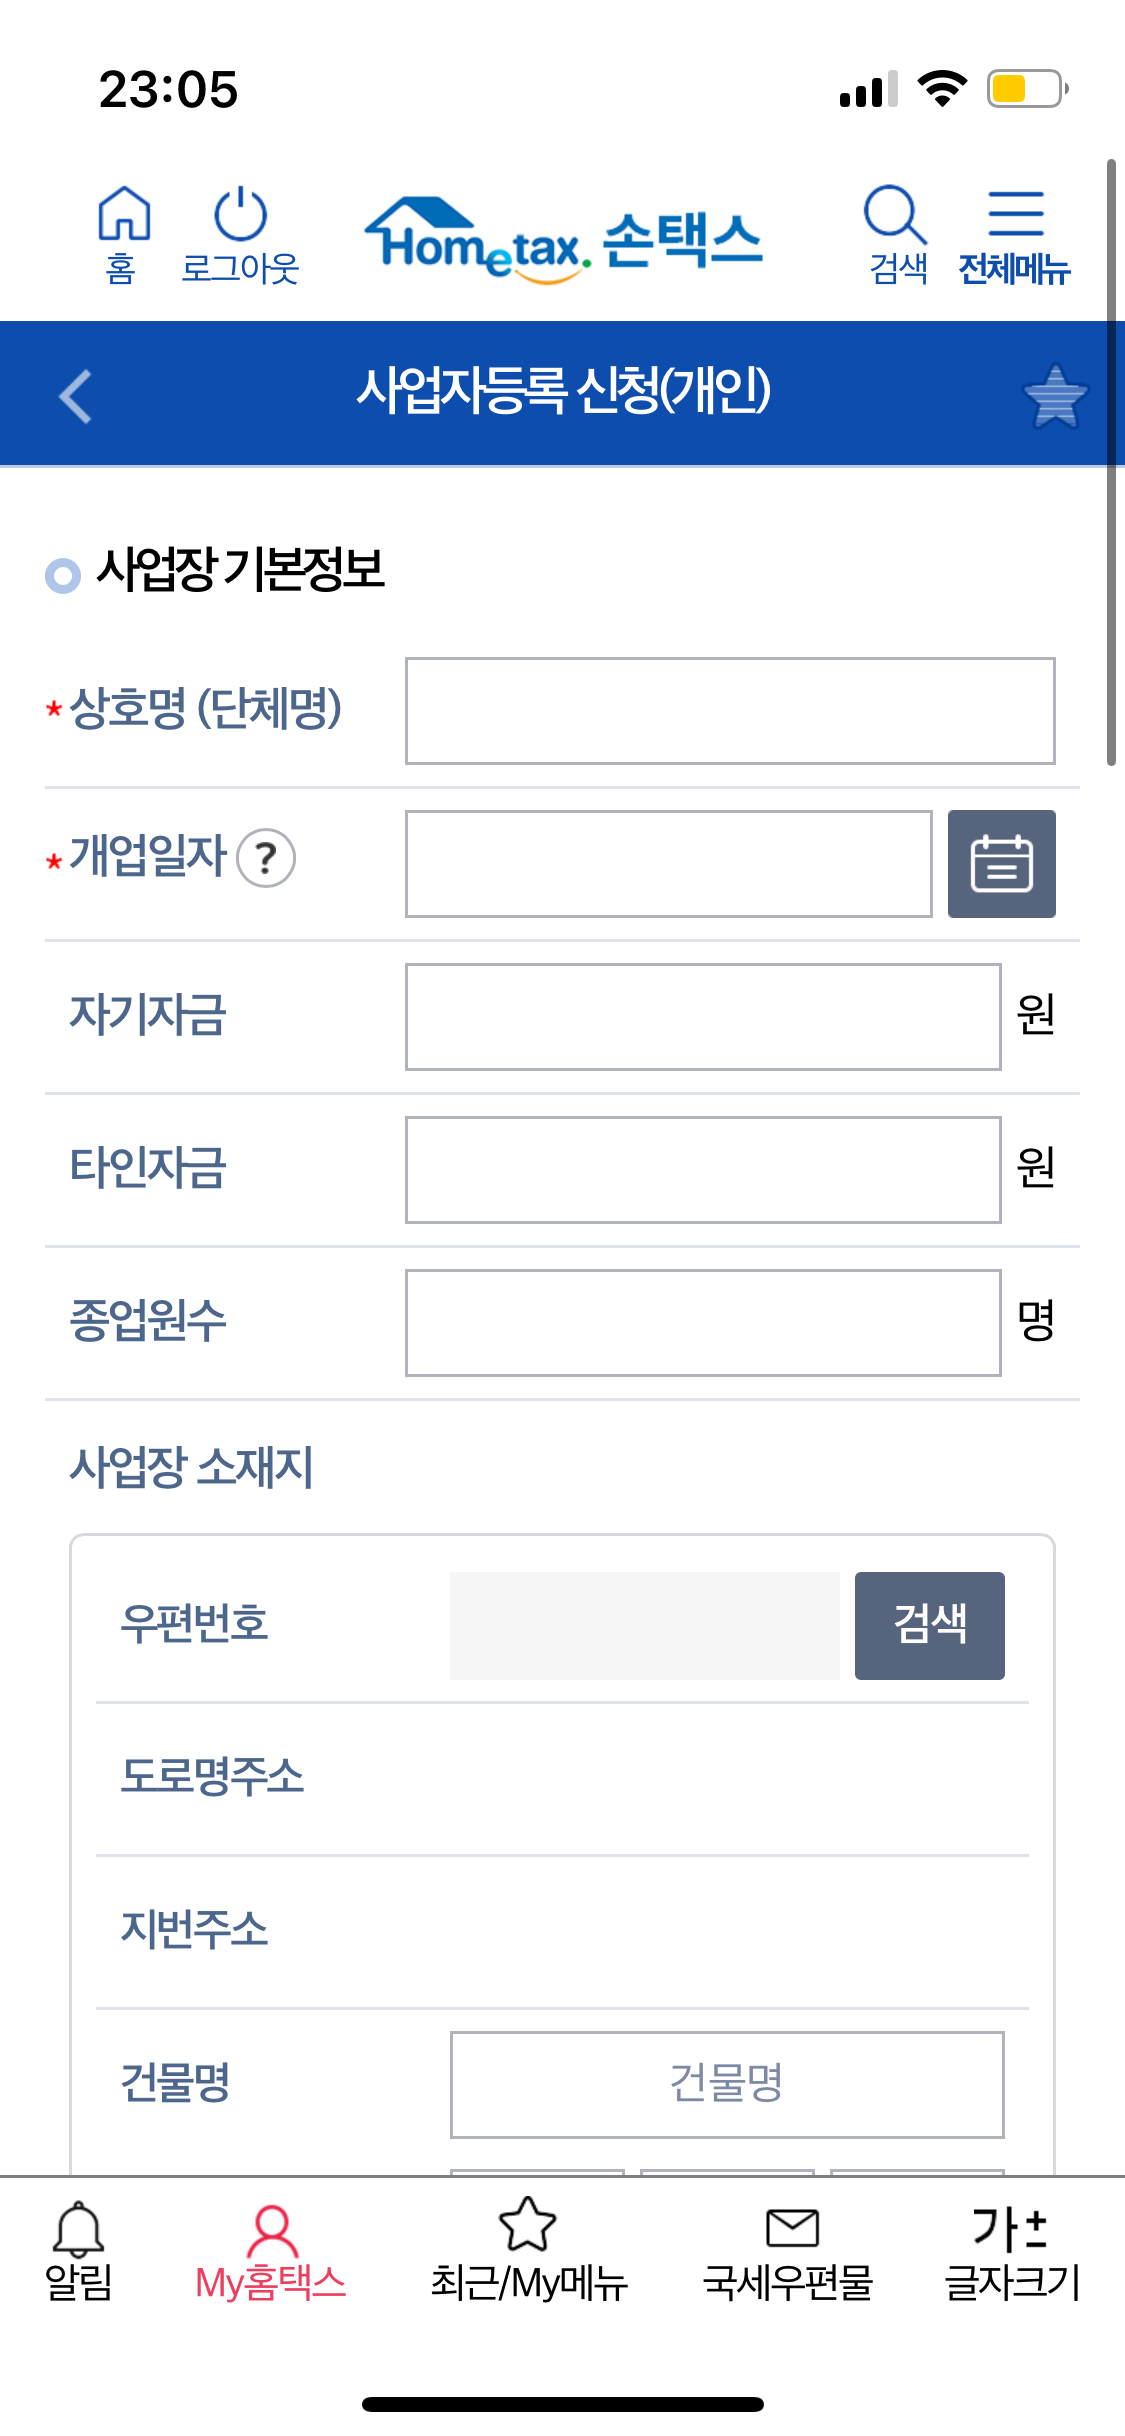 23:05
홈
로그아웃
Hometax. 손택스
검색
전체메뉴
사업자등록 신청(개인)
사업장 기본정보
* 상호명 (단체명)
* 개업일자 ?
자기자금 원
타인자금 원
종업원수 명
사업장 소재지
우편번호 검색
도로명주소
지번주소
건물명 건물명
가±
알림
My홈택스
최근/My메뉴
국세우편물
글자크기